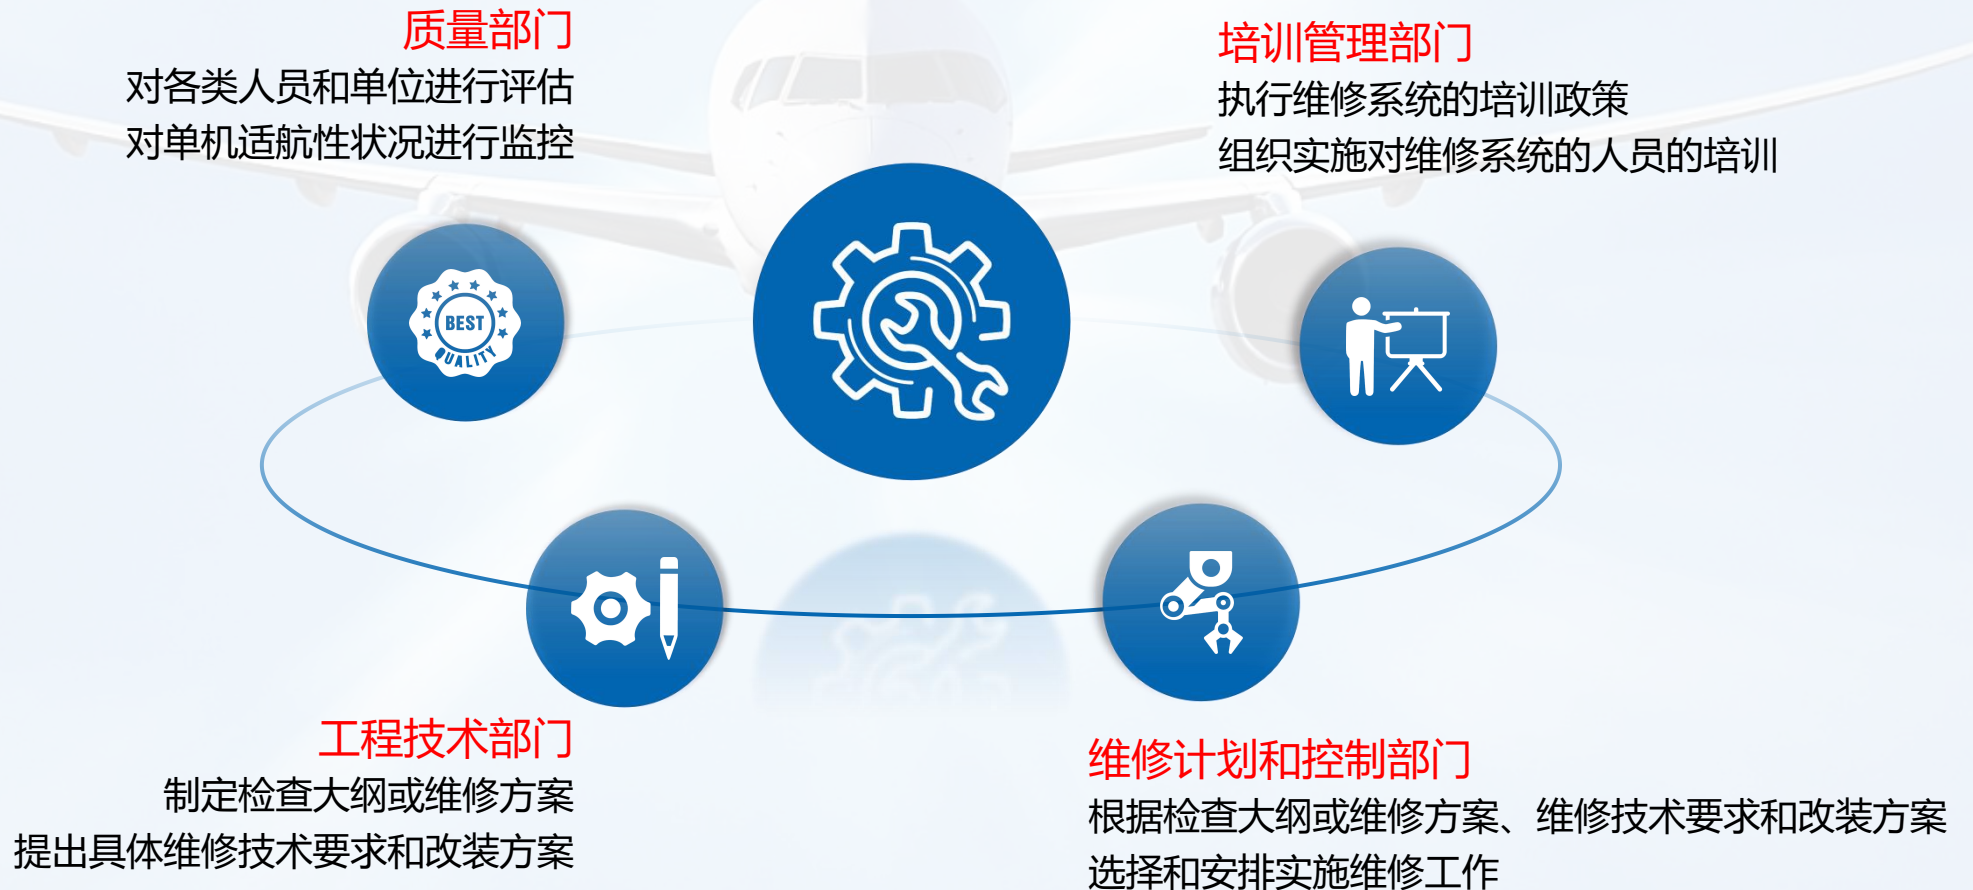 质量部门
对各类人员和单位进行评估
对单机适航性状况进行监控
培训管理部门
执行维修系统的培训政策
组织实施对维修系统的人员的培训
BEST
QUALITY
工程技术部门
制定检查大纲或维修方案
提出具体维修技术要求和改装方案
维修计划和控制部门
根据检查大纲或维修方案、维修技术要求和改装方案
选择和安排实施维修工作